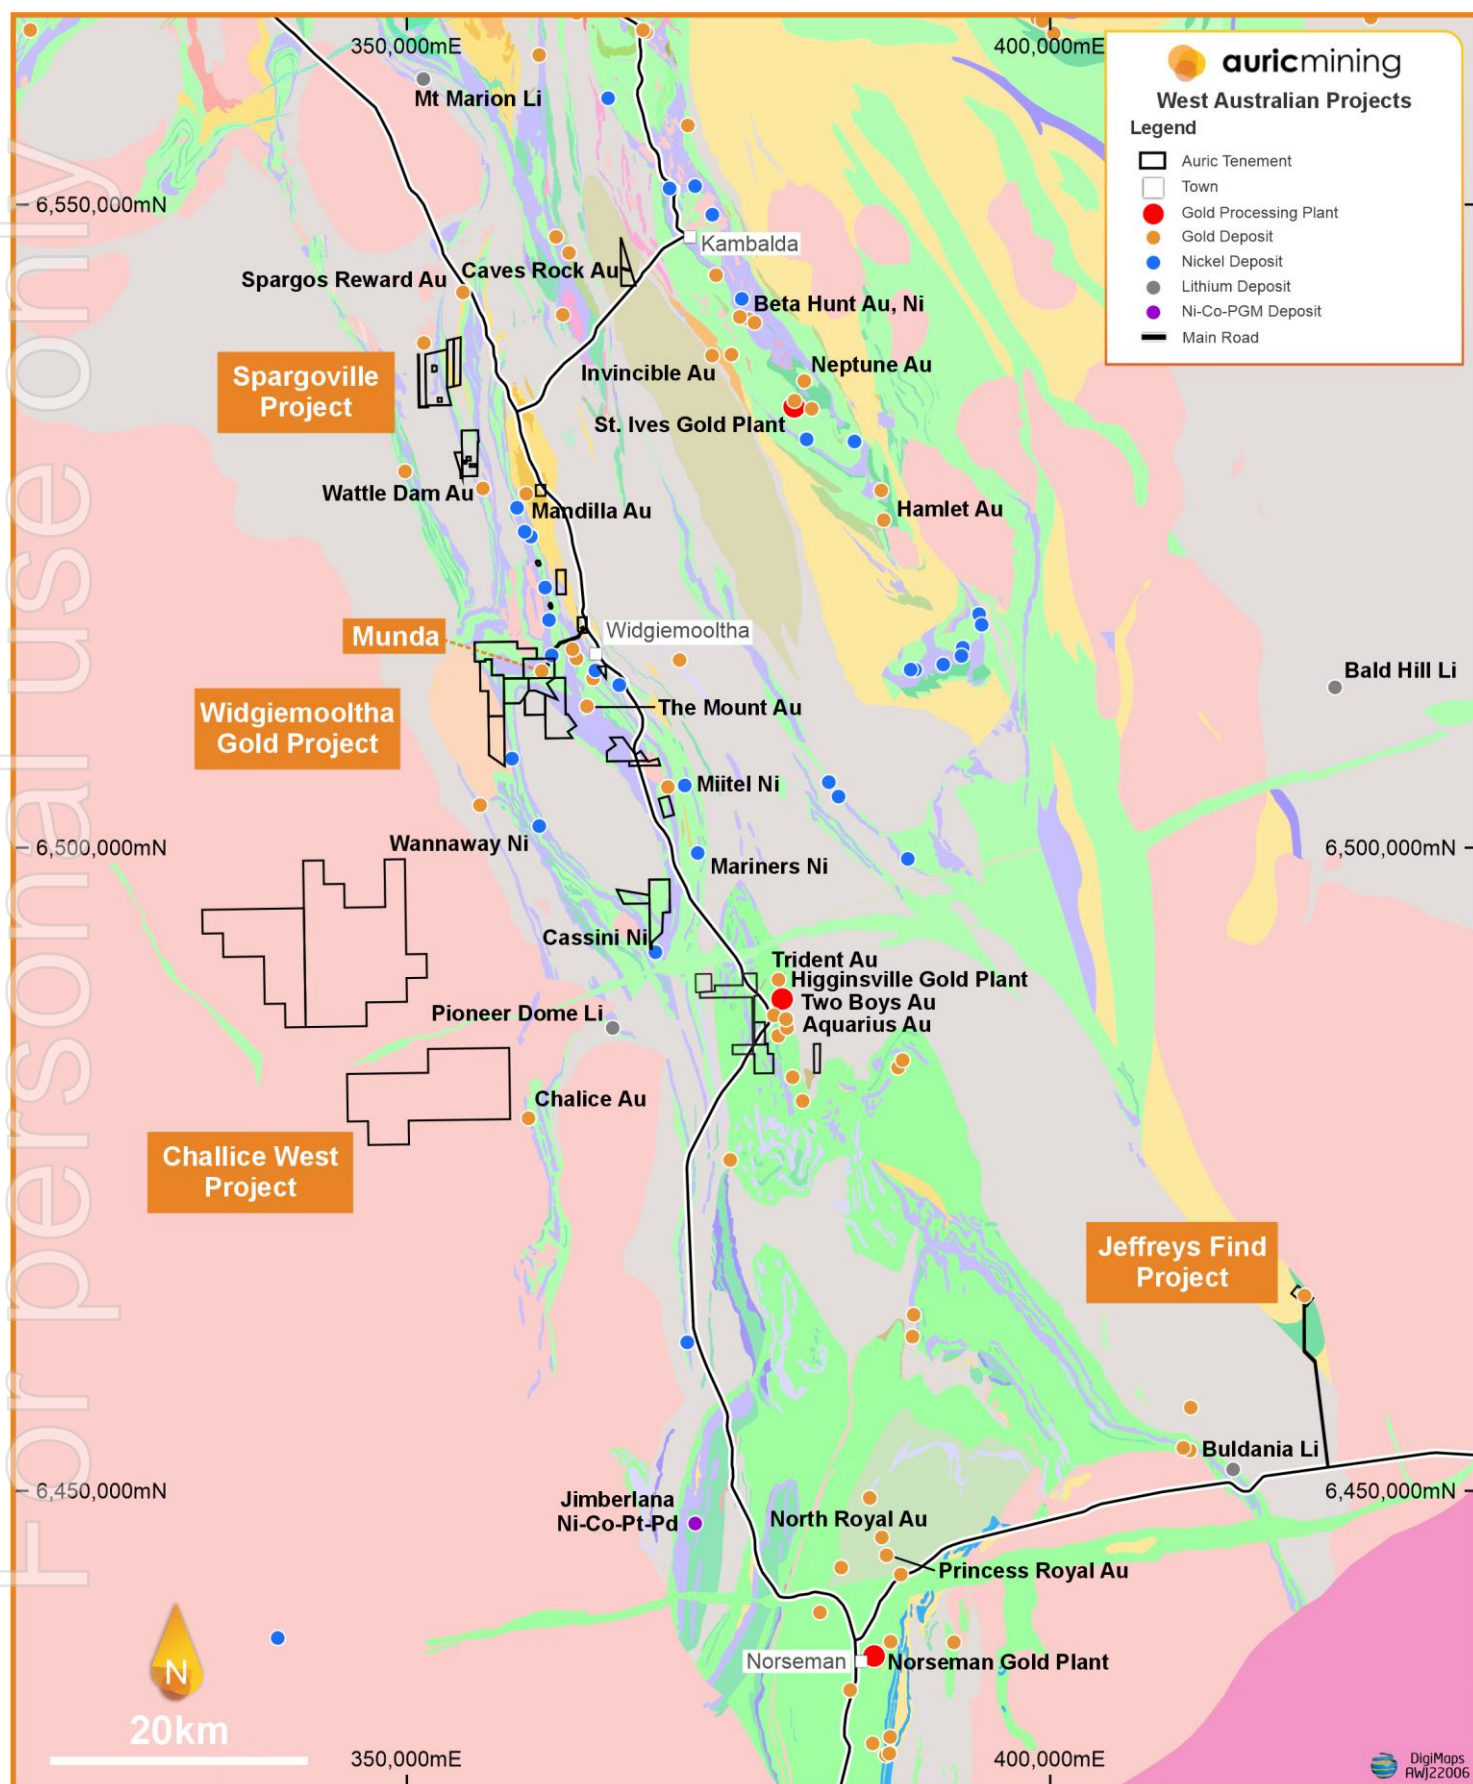 350,000mE
400,000mE
auricmining
West Australian Projects
Legend
Auric Tenement
Town
Gold Processing Plant
Gold Deposit
Nickel Deposit
Lithium Deposit
Ni-Co-PGM Deposit
Main Road
Mt Marion Li
6,550,000mN
Kambalda
Caves Rock Au
Spargos Reward Au
Beta Hunt Au, Ni
Spargoville
Project
Invincible Au
Neptune Au
St. Ives Gold Plant
Wattle Dam Au
Mandilla Au
Hamlet Au
Munda
Widgiemooltha
Bald Hill Li
Widgiemooltha
Gold Project
The Mount Au
Miitel Ni
Wannaway Ni
6,500,000mN
6,500,000mN
Mariners Ni
Cassini Ni
Trident Au
Higginsville Gold Plant
Two Boys Au
Pioneer Dome Li
Aquarius Au
Chalice Au
Challice West
Project
Jeffreys Find
Project
Buldania Li
6,450,000mN
6,450,000mN
Jimberlana
Ni-Co-Pt-Pd
North Royal Au
Princess Royal Au
Norseman
Norseman Gold Plant
N
20km
350,000mE
400,000mE
DigiMaps
AWJ22006
For personal use only